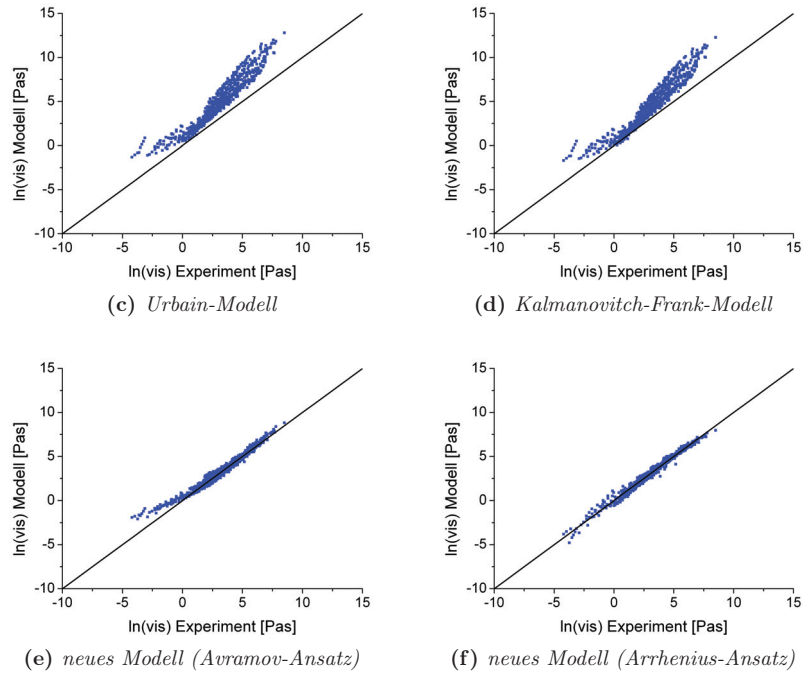 15
10
5
0
-5
-10
ln(vis) Modell [Pas]
-10 -5 0 5 10 15
ln(vis) Experiment [Pas]
(c) Urbain-Modell
15
10
5
0
-5
-10
ln(vis) Modell [Pas]
-10 -5 0 5 10 15
ln(vis) Experiment [Pas]
(d) Kalmanovitch-Frank-Modell
15
10
5
0
-5
-10
ln(vis) Modell [Pas]
-10 -5 0 5 10 15
ln(vis) Experiment [Pas]
(e) neues Modell (Avramov-Ansatz)
15
10
5
0
-5
-10
ln(vis) Modell [Pas]
-10 -5 0 5 10 15
ln(vis) Experiment [Pas]
(f) neues Modell (Arrhenius-Ansatz)